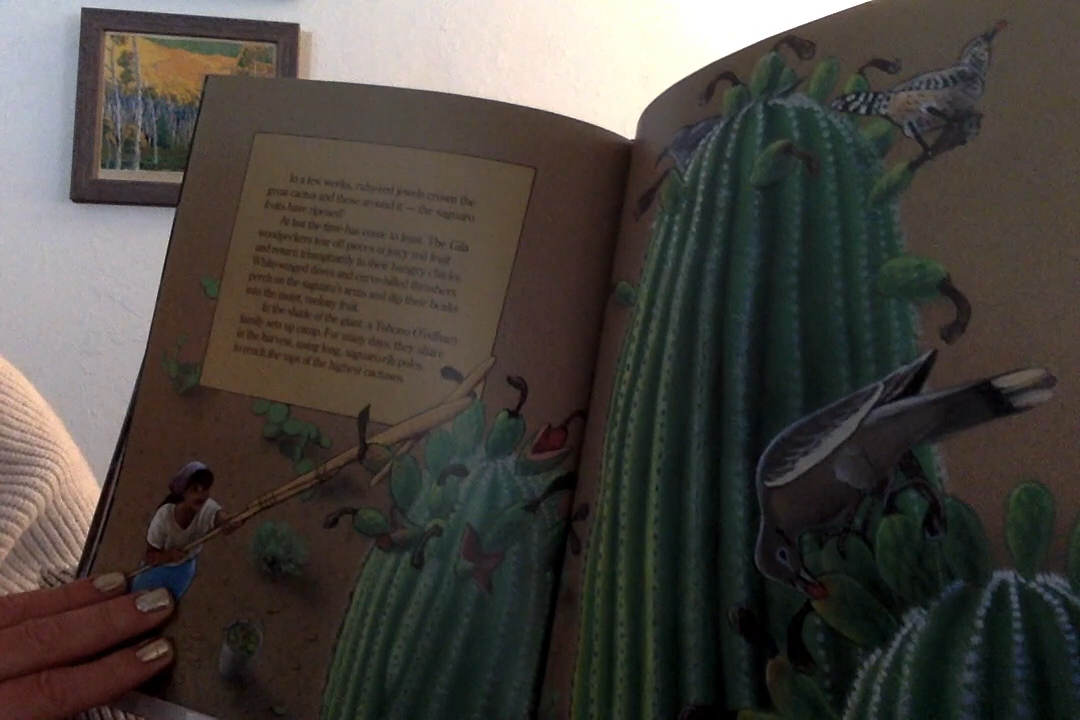 In a few weeks, ruby-red jewels crown the
great cactus and those around it — the saguaro
fruits have ripened!
At last the time has come to feast. The Gila
woodpeckers tear off pieces of juicy red fruit
and return triumphantly to their hungry chicks.
White-winged doves and curve-billed thrashers
perch on the saguaro's arms and dip their beaks
into the moist, melony fruit.
In the shade of the giant, a Tohono O'odham
family sets up camp. For many days, they share
in the harvest, using long, saguaro-rib poles
to reach the tops of the highest cactuses.